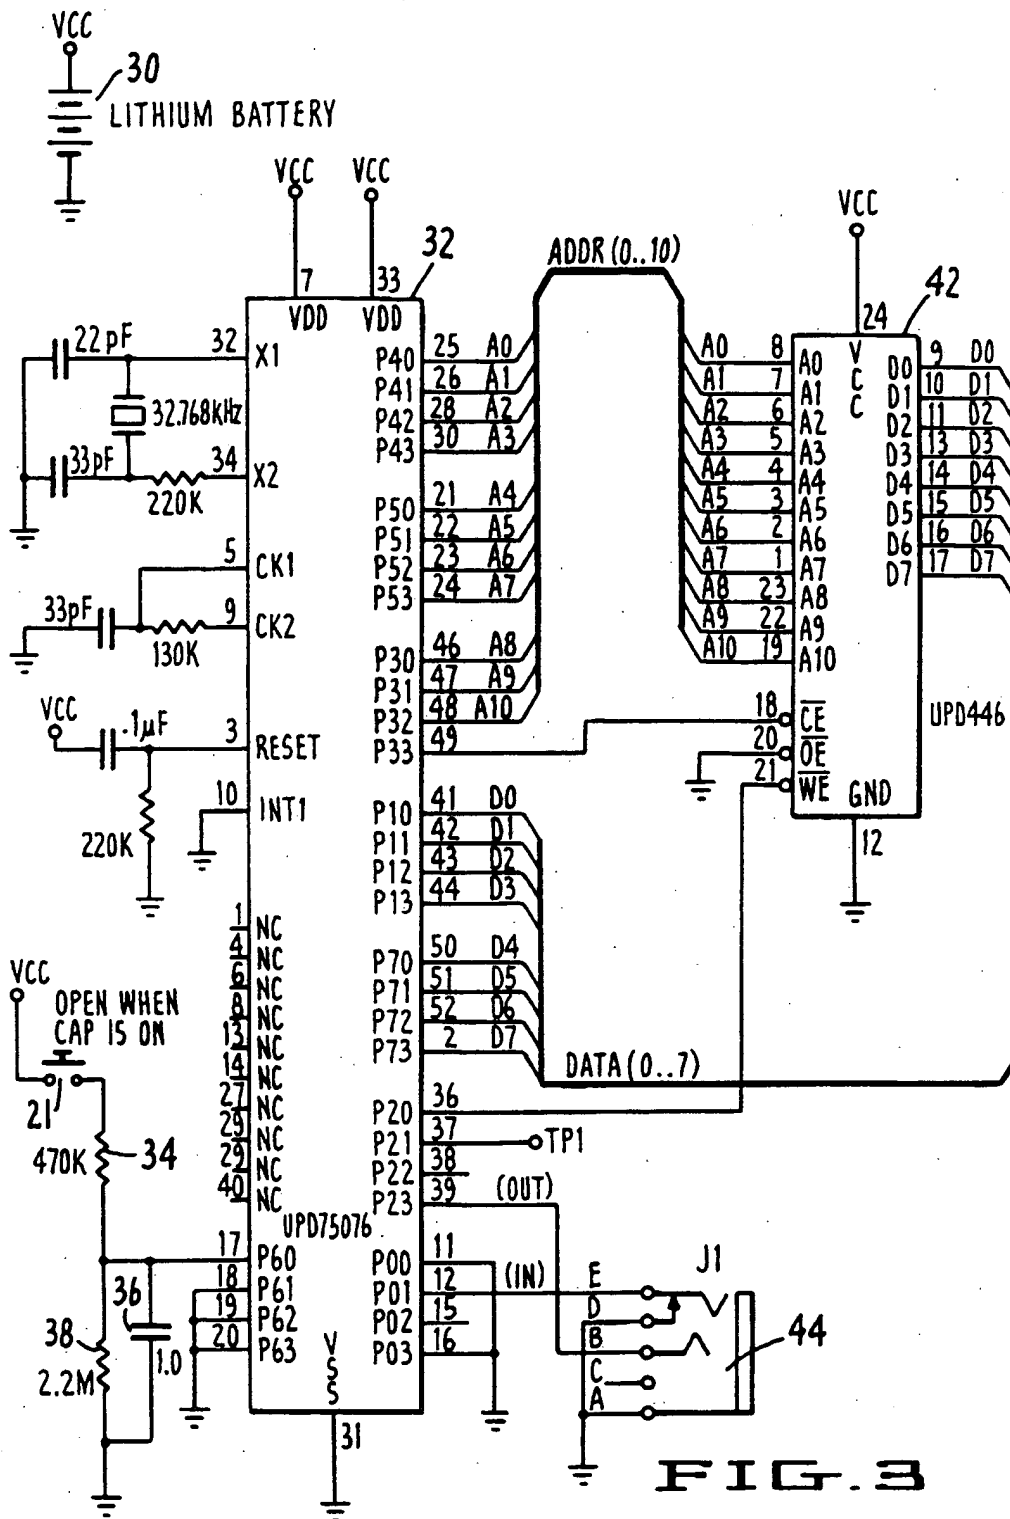 VCC
30
LITHIUM BATTERY
VCC VCC
7 33 32
VDD VDD
ADDR (0..10)
VCC
24 42
VCC
22pF 32 X1
32.768KHz
33pF 220K 34 X2
5 CK1
33pF 130K 9 CK2
VCC .1µF 3 RESET
220K
10 INT1
1 NC
4 NC
6 NC
8 NC
13 NC
14 NC
27 NC
29 NC
29 NC
40 NC
UPD75076
VCC
OPEN WHEN
CAP IS ON
21
470K 34
17 P60
18 P61
19 P62
20 P63
36
1.0
38
2.2M
VSS
31
P40 25 A0
P41 26 A1
P42 28 A2
P43 30 A3
P50 21 A4
P51 22 A5
P52 23 A6
P53 24 A7
P30 46 A8
P31 47 A9
P32 48 A10
P33 49
P10 41 D0
P11 42 D1
P12 43 D2
P13 44 D3
P70 50 D4
P71 51 D5
P72 52 D6
P73 2 D7
DATA (0..7)
P20 36
P21 37 TP1
P22 38
P23 39 (OUT)
P00 11
P01 12 (IN)
P02 15
P03 16
A0 8 A0
A1 7 A1
A2 6 A2
A3 5 A3
A4 4 A4
A5 3 A5
A6 2 A6
A7 1 A7
A8 23 A8
A9 22 A9
A10 19 A10
18 CE
20 OE
21 WE
GND
12
UPD446
D0 9 D0
D1 10 D1
D2 11 D2
D3 13 D3
D4 14 D4
D5 15 D5
D6 16 D6
D7 17 D7
J1
E
D
B
C
A
44
FIG. 3